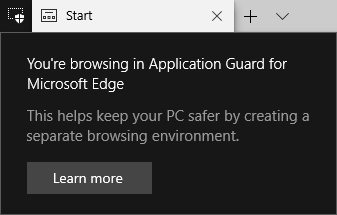 Start
You're browsing in Application Guard for
Microsoft Edge
This helps keep your PC safer by creating a
separate browsing environment.
Learn more